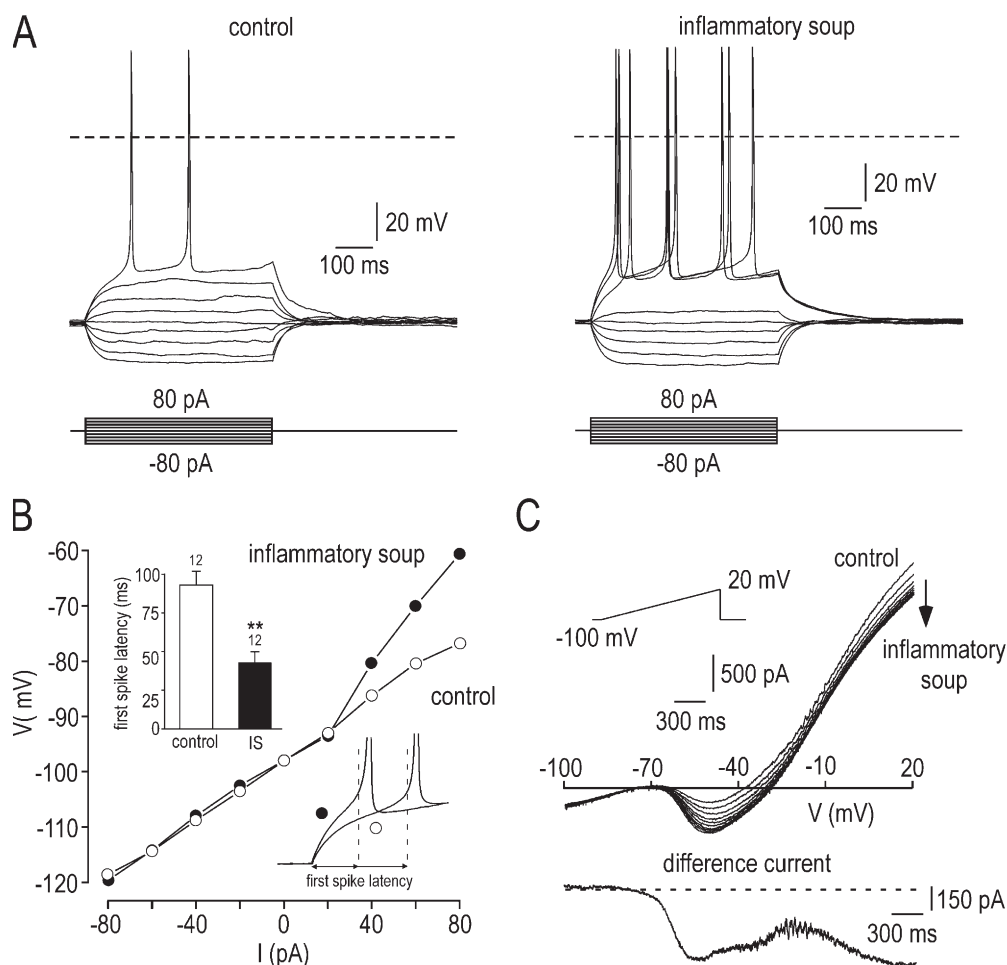 A
control
inflammatory soup
20 mV
100 ms
20 mV
100 ms
80 pA
-80 pA
80 pA
-80 pA
B
C
-60
-70
-80
-90
-100
-110
-120
V( mV)
inflammatory soup
control
first spike latency (ms)
100
75
50
25
0
12
**
12
control
IS
first spike latency
-80
-40
0
40
80
I (pA)
control
inflammatory
soup
20 mV
-100 mV
500 pA
300 ms
-100
-70
-40
-10
20
V (mV)
difference current
150 pA
300 ms